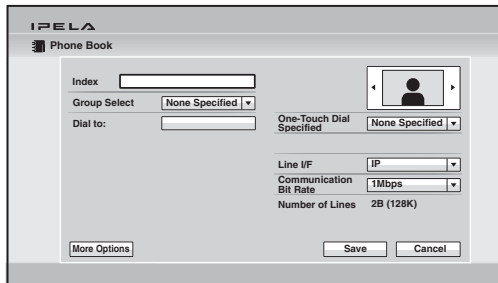 IPELA
Phone Book
Index
Group Select None Specified
Dial to:
One-Touch Dial
Specified None Specified
Line I/F IP
Communication
Bit Rate 1Mbps
Number of Lines 2B (128K)
More Options Save Cancel